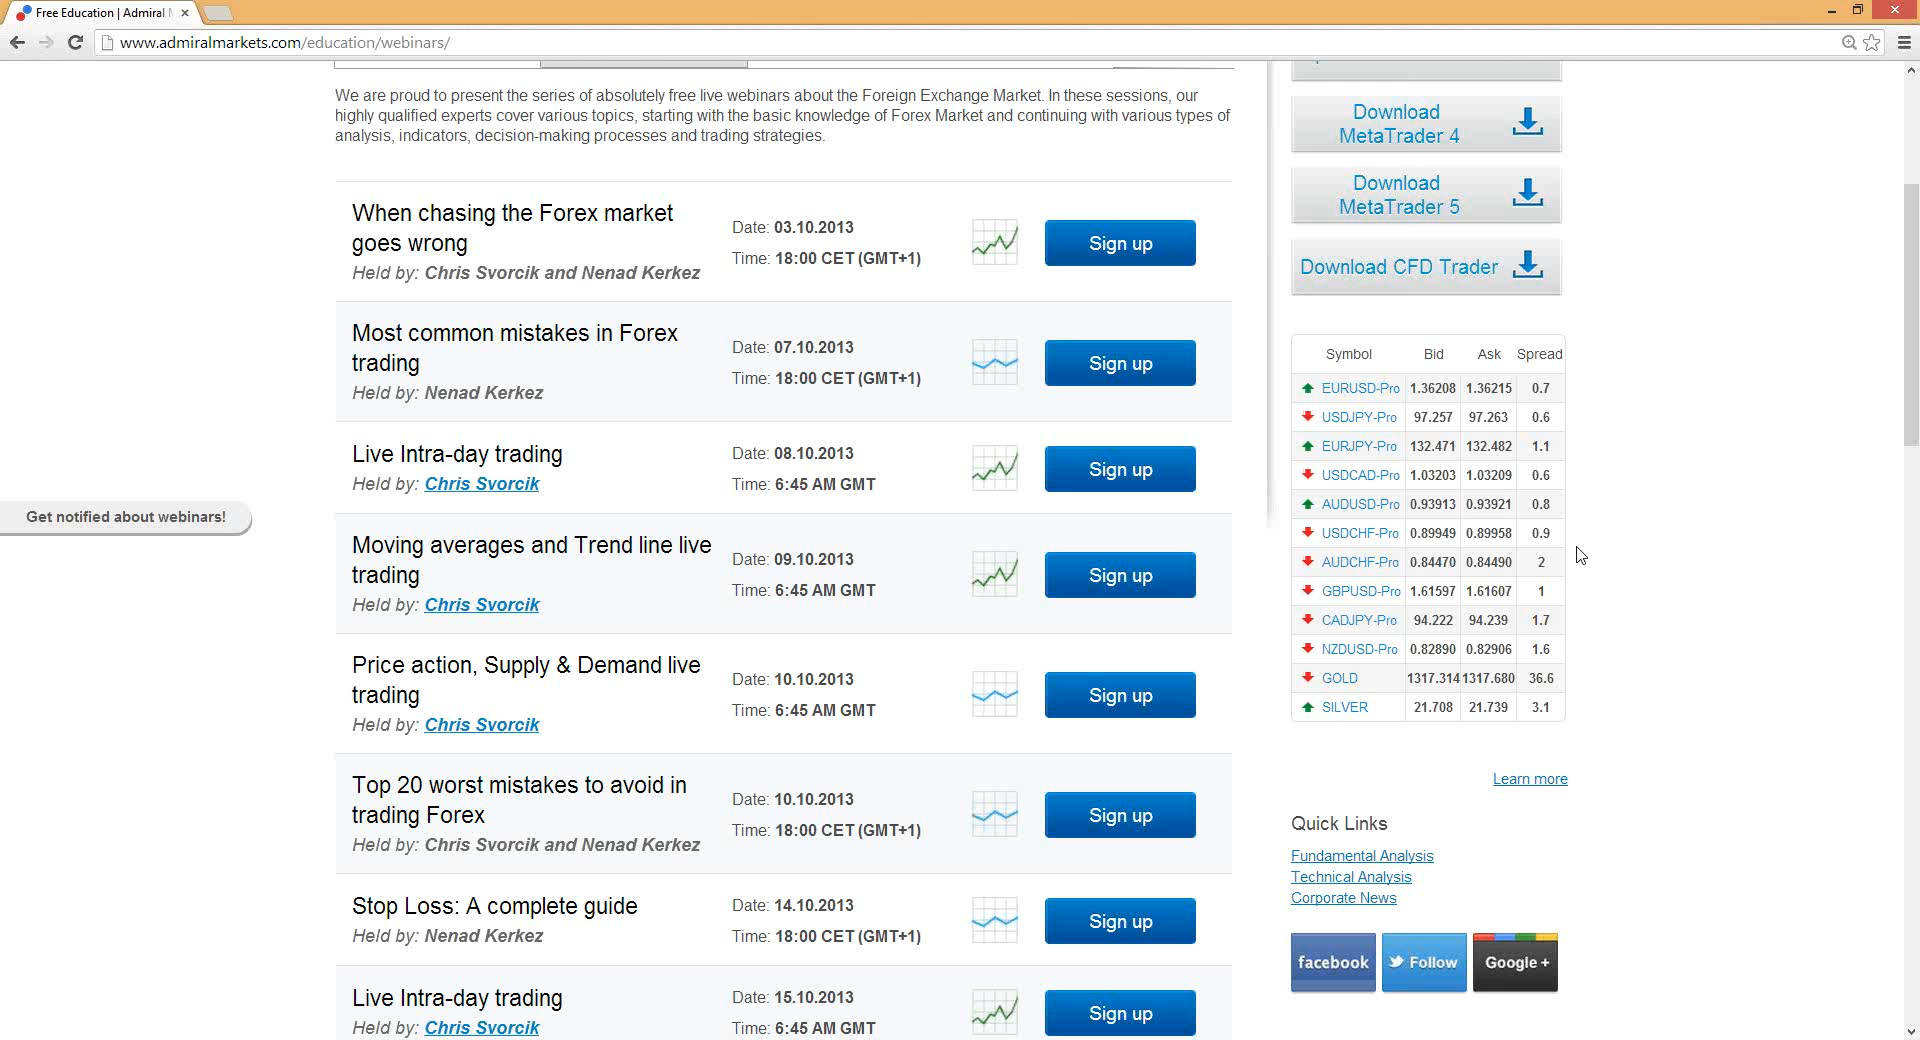 Free Education | Admiral M
www.admiralmarkets.com/education/webinars/
We are proud to present the series of absolutely free live webinars about the Foreign Exchange Market. In these sessions, our
highly qualified experts cover various topics, starting with the basic knowledge of Forex Market and continuing with various types of
analysis, indicators, decision-making processes and trading strategies.
When chasing the Forex market
goes wrong
Held by: Chris Svorcik and Nenad Kerkez
Date: 03.10.2013
Time: 18:00 CET (GMT+1)
Sign up
Most common mistakes in Forex
trading
Held by: Nenad Kerkez
Date: 07.10.2013
Time: 18:00 CET (GMT+1)
Sign up
Live Intra-day trading
Held by: Chris Svorcik
Date: 08.10.2013
Time: 6:45 AM GMT
Sign up
Get notified about webinars!
Moving averages and Trend line live
trading
Held by: Chris Svorcik
Date: 09.10.2013
Time: 6:45 AM GMT
Sign up
Price action, Supply & Demand live
trading
Held by: Chris Svorcik
Date: 10.10.2013
Time: 6:45 AM GMT
Sign up
Top 20 worst mistakes to avoid in
trading Forex
Held by: Chris Svorcik and Nenad Kerkez
Date: 10.10.2013
Time: 18:00 CET (GMT+1)
Sign up
Stop Loss: A complete guide
Held by: Nenad Kerkez
Date: 14.10.2013
Time: 18:00 CET (GMT+1)
Sign up
Live Intra-day trading
Held by: Chris Svorcik
Date: 15.10.2013
Time: 6:45 AM GMT
Sign up
Download
MetaTrader 4
Download
MetaTrader 5
Download CFD Trader
Symbol Bid Ask Spread
EURUSD-Pro 1.36208 1.36215 0.7
USDJPY-Pro 97.257 97.263 0.6
EURJPY-Pro 132.471 132.482 1.1
USDCAD-Pro 1.03203 1.03209 0.6
AUDUSD-Pro 0.93913 0.93921 0.8
USDCHF-Pro 0.89949 0.89958 0.9
AUDCHF-Pro 0.84470 0.84490 2
GBPUSD-Pro 1.61597 1.61607 1
CADJPY-Pro 94.222 94.239 1.7
NZDUSD-Pro 0.82890 0.82906 1.6
GOLD 1317.314 1317.680 36.6
SILVER 21.708 21.739 3.1
Learn more
Quick Links
Fundamental Analysis
Technical Analysis
Corporate News
facebook
Follow
Google +